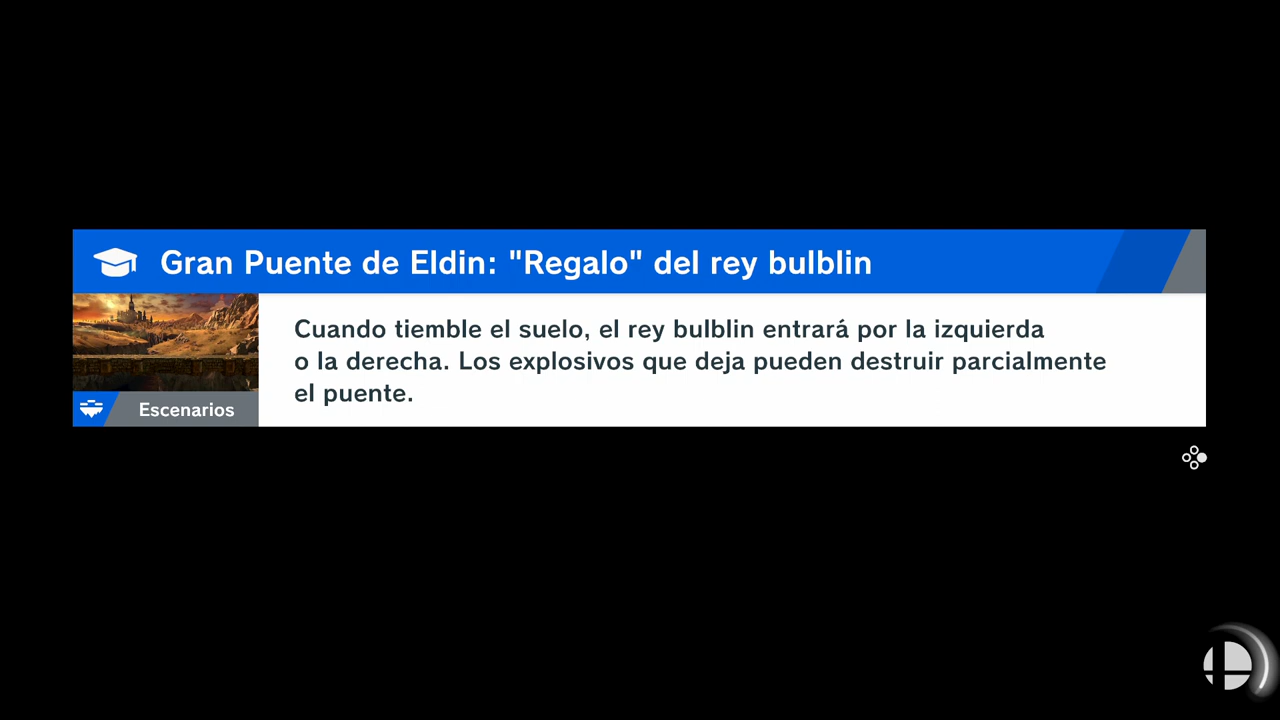 Gran Puente de Eldin: "Regalo" del rey bulblin
Cuando tiemble el suelo, el rey bulblin entrará por la izquierda
o la derecha. Los explosivos que deja pueden destruir parcialmente
el puente.
Escenarios